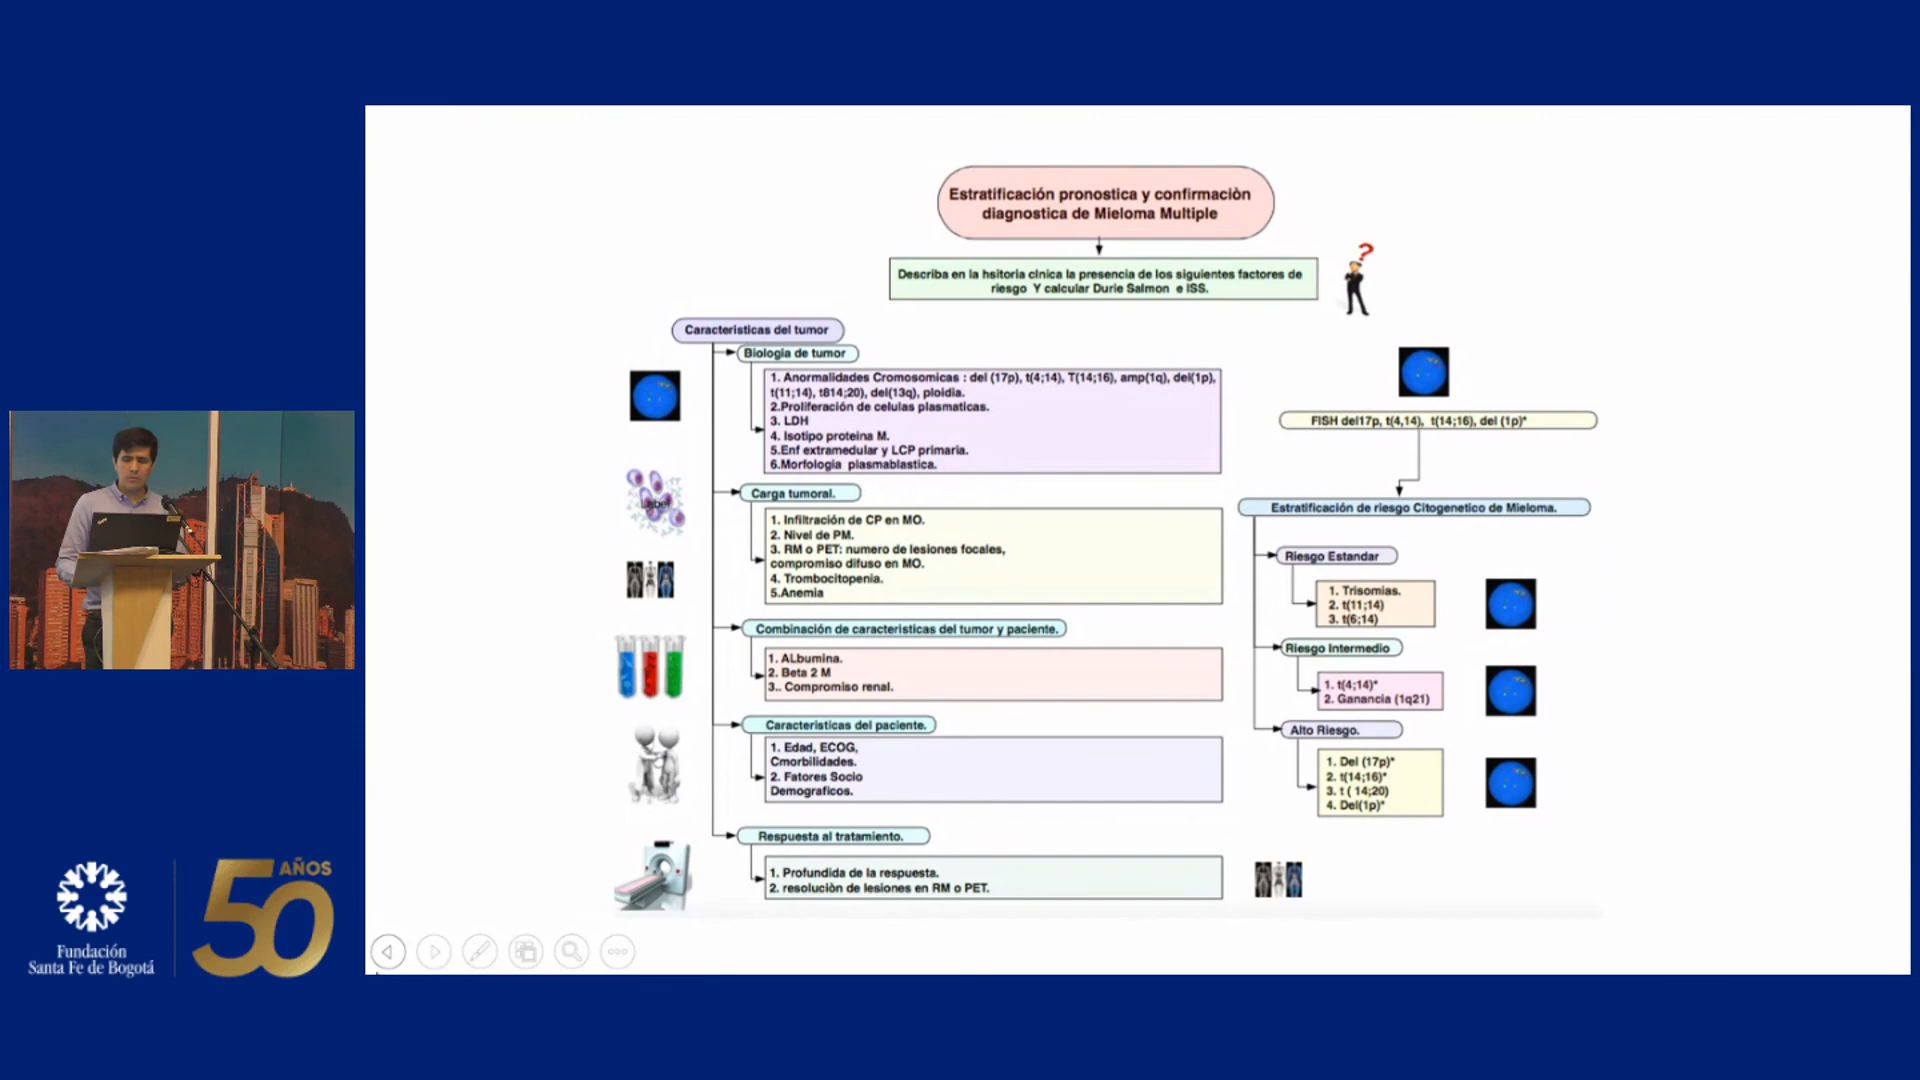 Estratificación pronostica y confirmaciòn
diagnostica de Mieloma Multiple
Describa en la hsitoria clnica la presencia de los siguientes factores de
riesgo Y calcular Durie Salmon e ISS.
?
Caracteristicas del tumor
Biologia de tumor
1. Anormalidades Cromosomicas : del (17p), t(4;14), T(14;16), amp(1q), del(1p),
t(11;14), t814;20), del(13q), ploidia.
2.Proliferación de celulas plasmaticas.
3. LDH
4. Isotipo proteina M.
5.Enf extramedular y LCP primaria.
6.Morfologia plasmablastica.
Carga tumoral.
Label
1. Infiltración de CP en MO.
2. Nivel de PM.
3. RM o PET: numero de lesiones focales,
compromiso difuso en MO.
4. Trombocitopenia.
5.Anemia
Combinación de caracteristicas del tumor y paciente.
1. ALbumina.
2. Beta 2 M
3.. Compromiso renal.
Caracteristicas del paciente.
1. Edad, ECOG,
Cmorbilidades.
2. Fatores Socio
Demograficos.
Respuesta al tratamiento.
1. Profundida de la respuesta.
2. resoluciòn de lesiones en RM o PET.
FISH del17p, t(4,14), t(14;16), del (1p)*
Estratificación de riesgo Citogenetico de Mieloma.
Riesgo Estandar
1. Trisomias.
2. t(11;14)
3. t(6;14)
Riesgo Intermedio
1. t(4;14)*
2. Ganancia (1q21)
Alto Riesgo.
1. Del (17p)*
2. t(14;16)*
3. t ( 14;20)
4. Del(1p)*
Fundación
Santa Fe de Bogotá
50 AÑOS